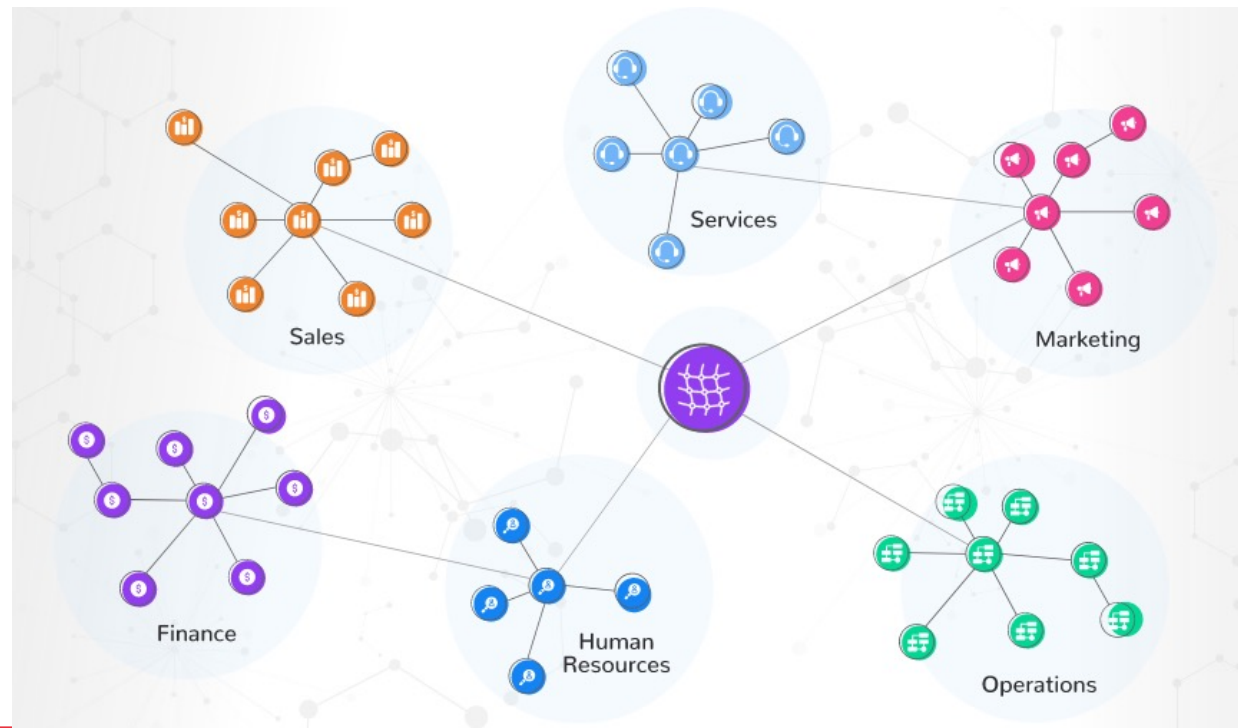 Services
Sales
Marketing
Finance
Human
Resources
Operations